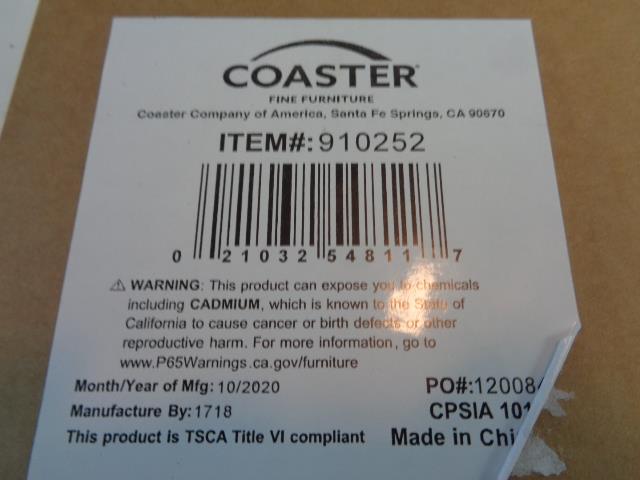 COASTER
FINE FURNITURE
Coaster Company of America, Santa Fe Springs, CA 90670
ITEM#: 910252
0 21032 54811 7
⚠ WARNING: This product can expose you to chemicals
including CADMIUM, which is known to the State of
California to cause cancer or birth defects or other
reproductive harm. For more information, go to
www.P65Warnings.ca.gov/furniture
Month/Year of Mfg: 10/2020 PO#:12008
Manufacture By: 1718 CPSIA 101
This product is TSCA Title VI compliant Made in Chi